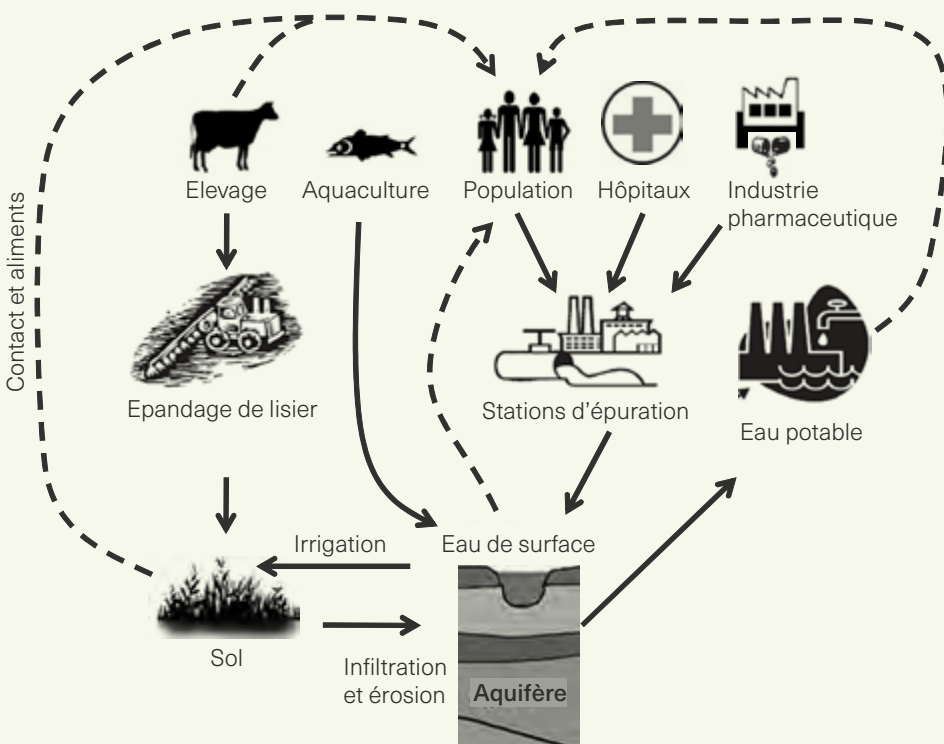 Elevage
Aquaculture
Population
Hôpitaux
Industrie
pharmaceutique
Contact et aliments
Epandage de lisier
Stations d'épuration
Eau potable
Irrigation
Eau de surface
Sol
Infiltration
et érosion
Aquifère